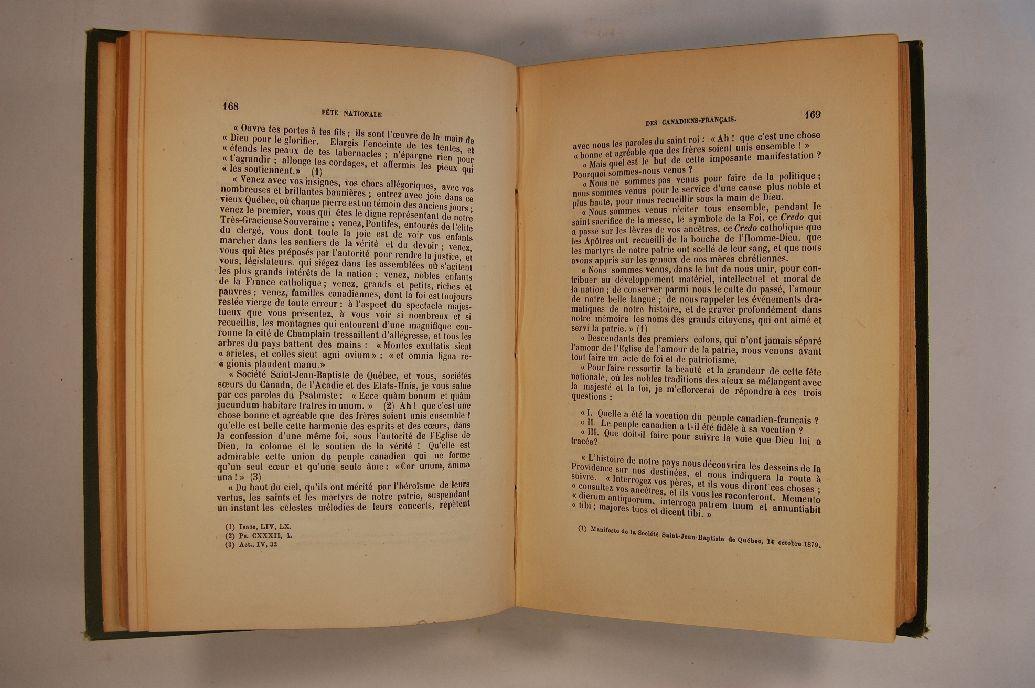 168
FÊTE NATIONALE
« Ouvre tes portes à tes fils ; ils sont l'œuvre de la main de
« Dieu pour le glorifier. Elargis l'enceinte de tes tentes, et
« étends les peaux de tes tabernacles ; n'épargne rien pour
« t'agrandir ; allonge tes cordages, et affermis les pieux qui
« les soutiennent. » (1)
« Venez avec vos insignes, vos chars allégoriques, avec vos
nombreuses et brillantes bannières ; entrez avec joie dans ce
vieux Québec, où chaque pierre est un témoin des anciens jours ;
venez le premier, vous qui êtes le digne représentant de notre
Très-Gracieuse Souveraine ; venez, Pontifes, entourés de l'élite
du clergé, vous dont toute la joie est de voir vos enfants
marcher dans les sentiers de la vérité et du devoir ; venez,
vous qui êtes préposés par l'autorité pour rendre la justice, et
vous, législateurs, qui siégez dans les assemblées où s'agitent
les plus grands intérêts de la nation ; venez, nobles enfants
de la France catholique ; venez, grands et petits, riches et
pauvres ; venez, familles canadiennes, dont la foi est toujours
restée vierge de toute erreur ; à l'aspect du spectacle majes-
tueux que vous présentez, à vous voir si nombreux et si
recueillis, les montagnes qui entourent d'une magnifique cou-
ronne la cité de Champlain tressaillent d'allégresse, et tous les
arbres du pays battent des mains : « Montes exultatis sicut
« arietes, et colles sicut agni ovium » ; « et omnia ligna re-
« gionis plaudent manu. »
« Société Saint-Jean-Baptiste de Québec, et vous, sociétés
sœurs du Canada, de l'Acadie et des Etats-Unis, je vous salue
par ces paroles du Psalmiste : « Ecce quàm bonum et quàm
jucundum habitare fratres in unum. » (2) Ah ! que c'est une
chose bonne et agréable que des frères soient unis ensemble !
qu'elle est belle cette harmonie des esprits et des cœurs, dans
la confession d'une même foi, sous l'autorité de l'Eglise de
Dieu, la colonne et le soutien de la vérité ! Qu'elle est
admirable cette union du peuple canadien qui ne forme
qu'un seul cœur et qu'une seule âme : «Cor unum, anima
una ! » (3)
« Du haut du ciel, qu'ils ont mérité par l'héroïsme de leurs
vertus, les saints et les martyrs de notre patrie, suspendant
un instant les célestes mélodies de leurs concerts, répètent
(1) Isaïe, LIV, LX.
(2) Ps. CXXXII, 1.
(3) Act., IV, 32
DES CANADIENS-FRANÇAIS.
169
avec nous les paroles du saint roi : « Ah ! que c'est une chose
« bonne et agréable que des frères soient unis ensemble ! »
« Mais quel est le but de cette imposante manifestation ?
Pourquoi sommes-nous venus ?
« Nous ne sommes pas venus pour faire de la politique ;
nous sommes venus pour le service d'une cause plus noble et
plus haute, pour nous recueillir sous la main de Dieu.
« Nous sommes venus réciter tous ensemble, pendant le
saint sacrifice de la messe, le symbole de la Foi, ce Credo qui
a passé sur les lèvres de vos ancêtres, ce Credo catholique que
les Apôtres ont recueilli de la bouche de l'Homme-Dieu, que
les martyrs de notre patrie ont scellé de leur sang, et que nous
avons appris sur les genoux de nos mères chrétiennes.
« Nous sommes venus, dans le but de nous unir, pour con-
tribuer au développement matériel, intellectuel et moral de
la nation ; de conserver parmi nous le culte du passé, l'amour
de notre belle langue ; de nous rappeler les événements dra-
matiques de notre histoire, et de graver profondément dans
notre mémoire les noms des grands citoyens, qui ont aimé et
servi la patrie. » (1)
« Descendants des premiers colons, qui n'ont jamais séparé
l'amour de l'Eglise de l'amour de la patrie, nous venons avant
tout faire un acte de foi et de patriotisme.
« Pour faire ressortir la beauté et la grandeur de cette fête
nationale, où les nobles traditions des aïeux se mélangent avec
la majesté et la foi, je m'efforcerai de répondre à ces trois
questions :
« I. Quelle a été la vocation du peuple canadien-français ?
« II. Le peuple canadien a t-il été fidèle à sa vocation ?
« III. Que doit-il faire pour suivre la voie que Dieu lui a
tracée?
« L'histoire de notre pays nous découvrira les desseins de la
Providence sur nos destinées, et nous indiquera la route à
suivre. « Interrogez vos pères, et ils vous diront ces choses ;
« consultez vos ancêtres, et ils vous les raconteront. Memento
« dierum antiquorum, interroga patrem tuum et annuntiabit
« tibi ; majores tuos et dicent tibi. »
(1) Manifeste de la Société Saint-Jean-Baptiste de Québec, 14 octobre 1879.